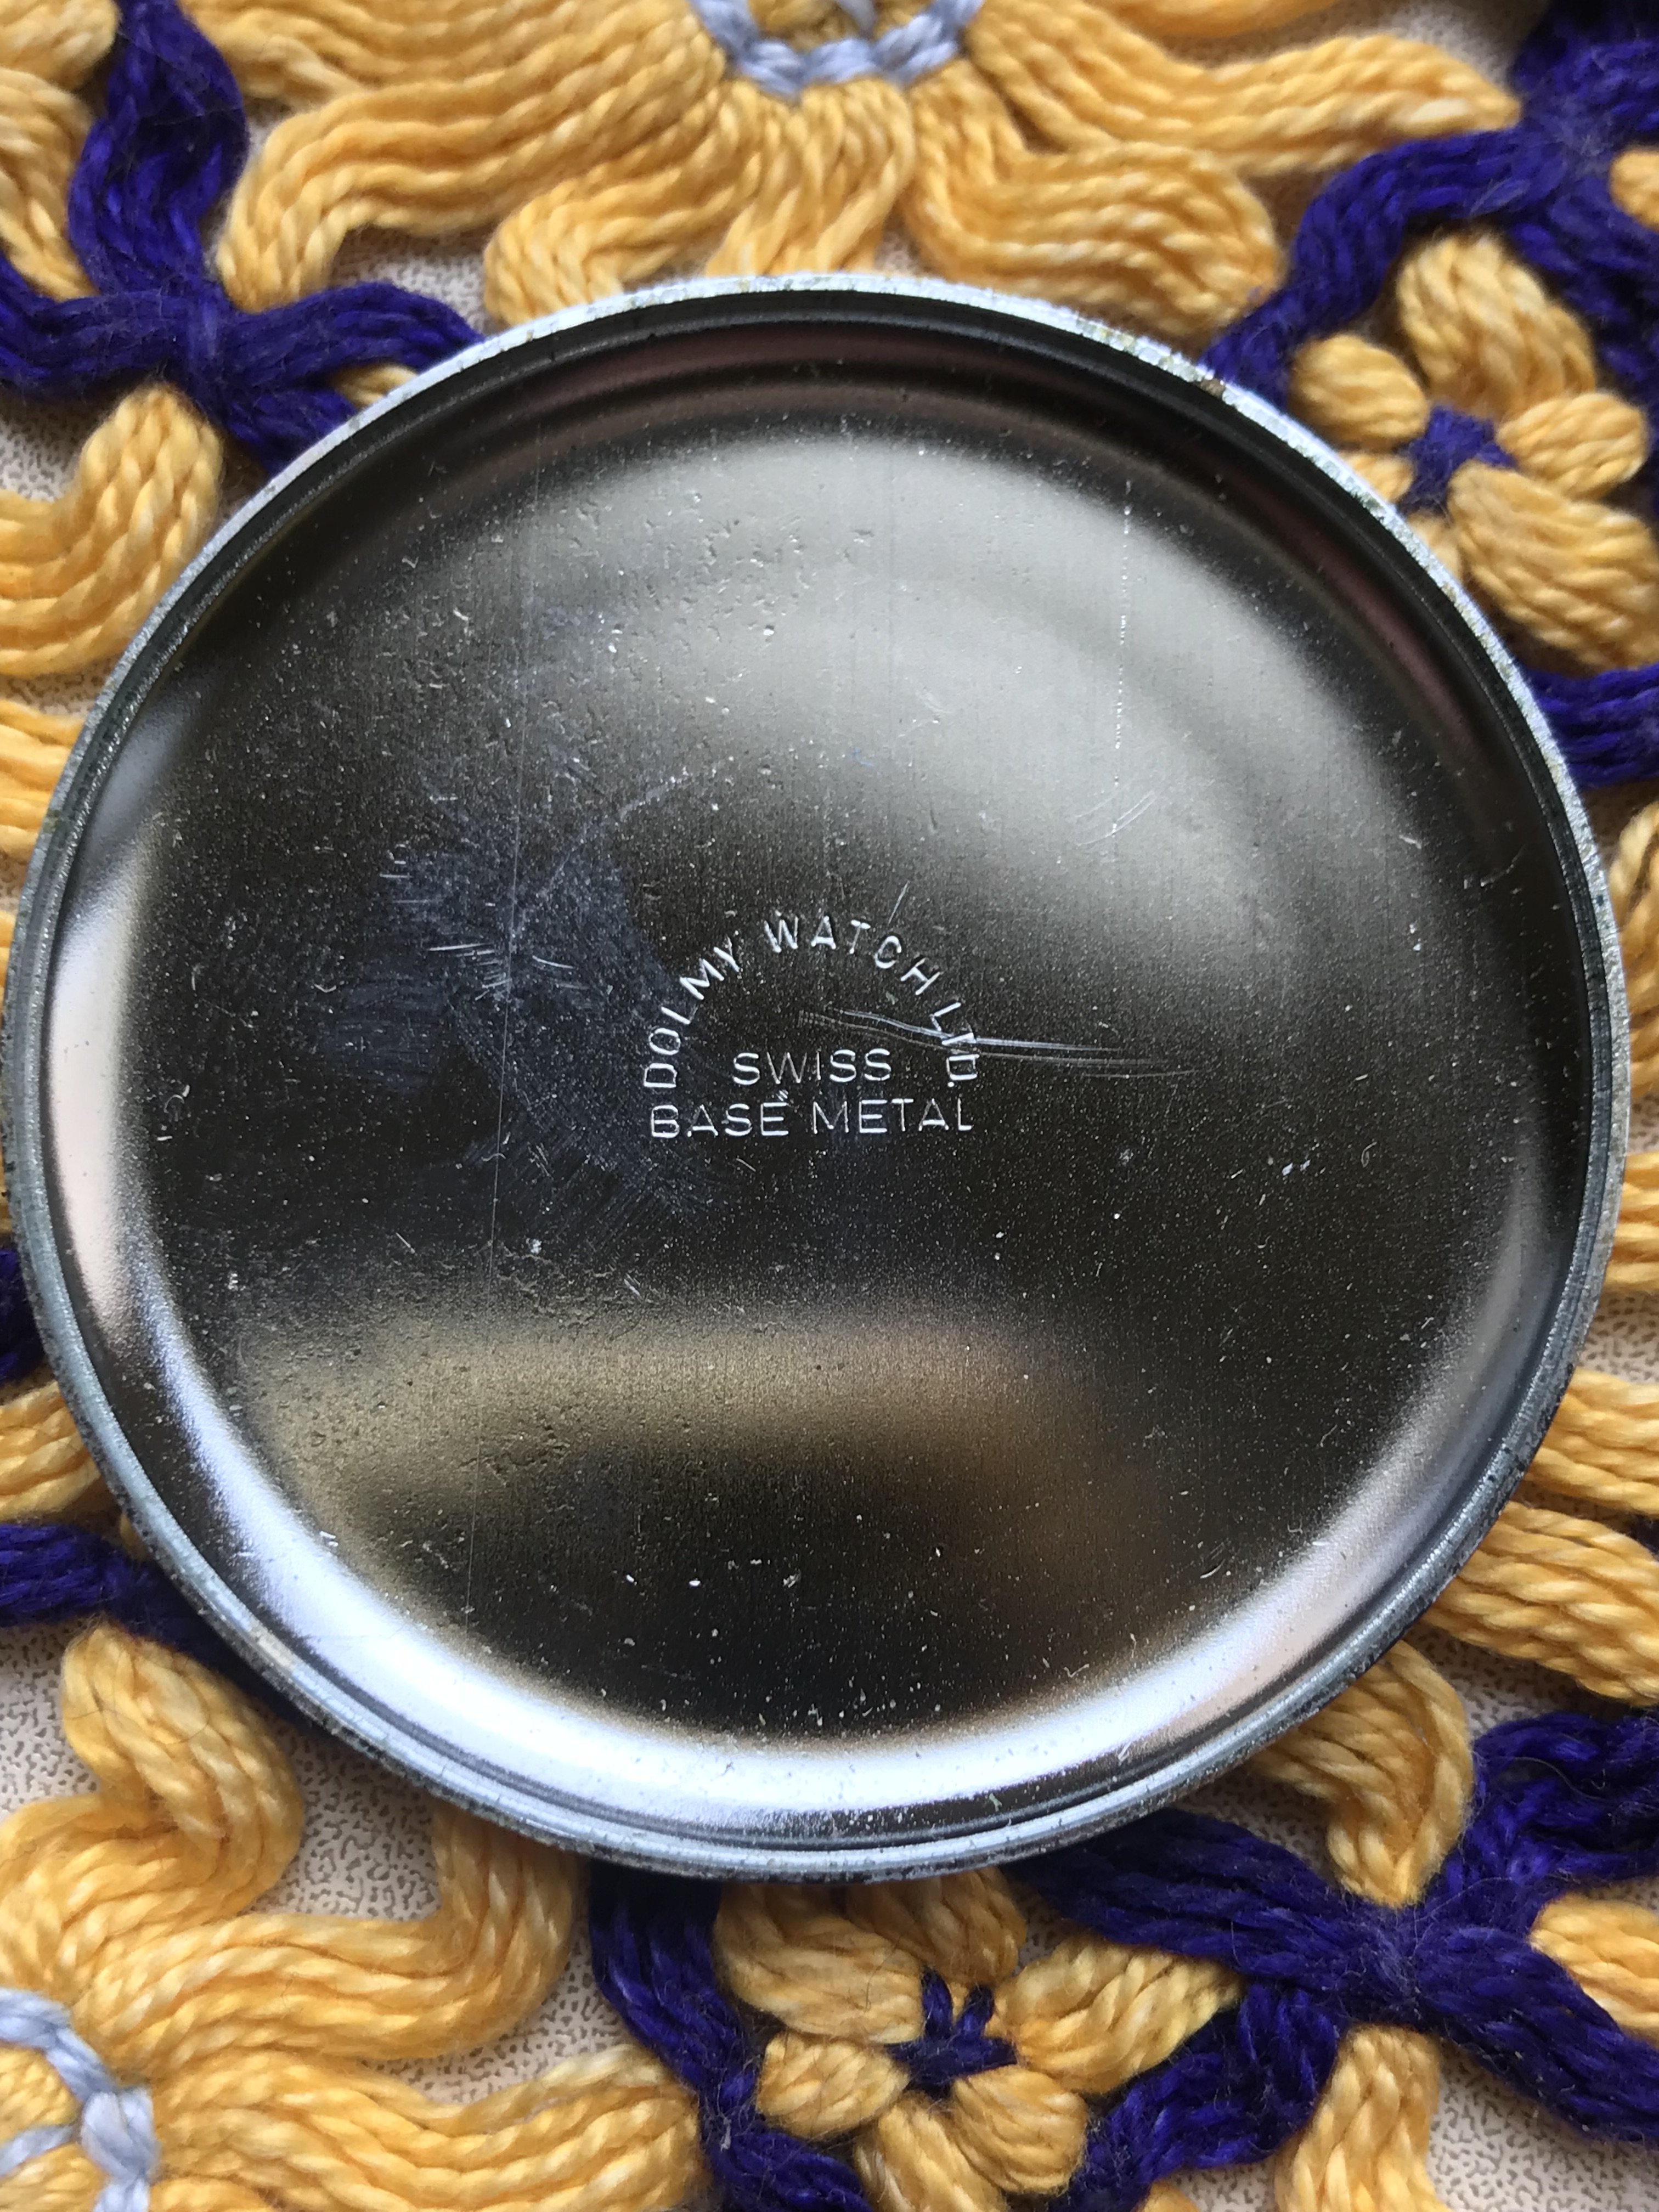 DOLMY WATCH LTD.
SWISS
BASE METAL